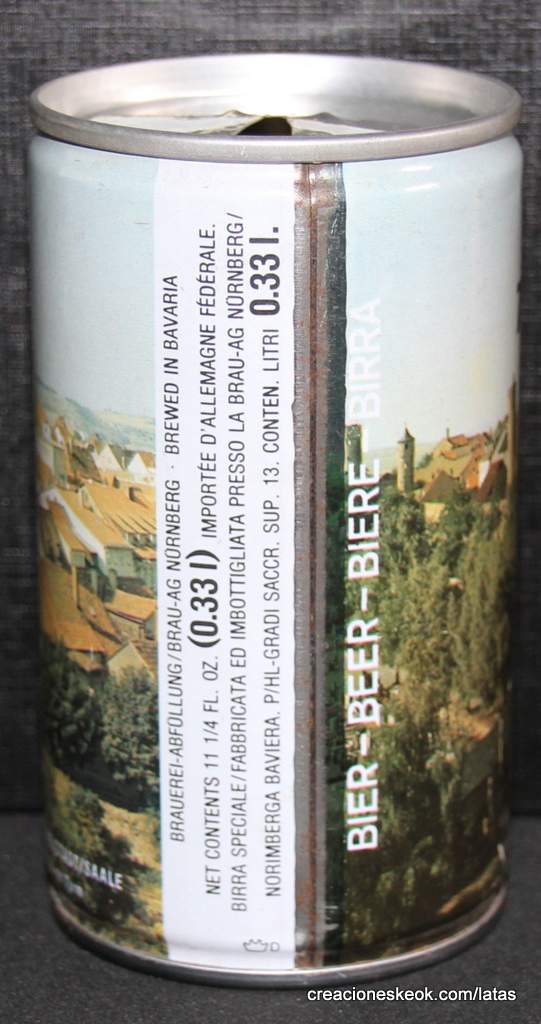 BRAUEREI-ABFÜLLUNG/BRAU-AG NÜRNBERG · BREWED IN BAVARIA
NET CONTENTS 11 1/4 FL. OZ. (0.33 l) IMPORTÉE D'ALLEMAGNE FÉDÉRALE.
BIRRA SPECIALE/FABBRICATA ED IMBOTTIGLIATA PRESSO LA BRAU-AG NÜRNBERG/
NORIMBERGA BAVIERA. P/HL-GRADI SACCR. SUP. 13. CONTEN. LITRI 0.33 l.
D
BIER–BEER–BIERE–BIRRA
/SAALE
creacioneskeok.com/latas